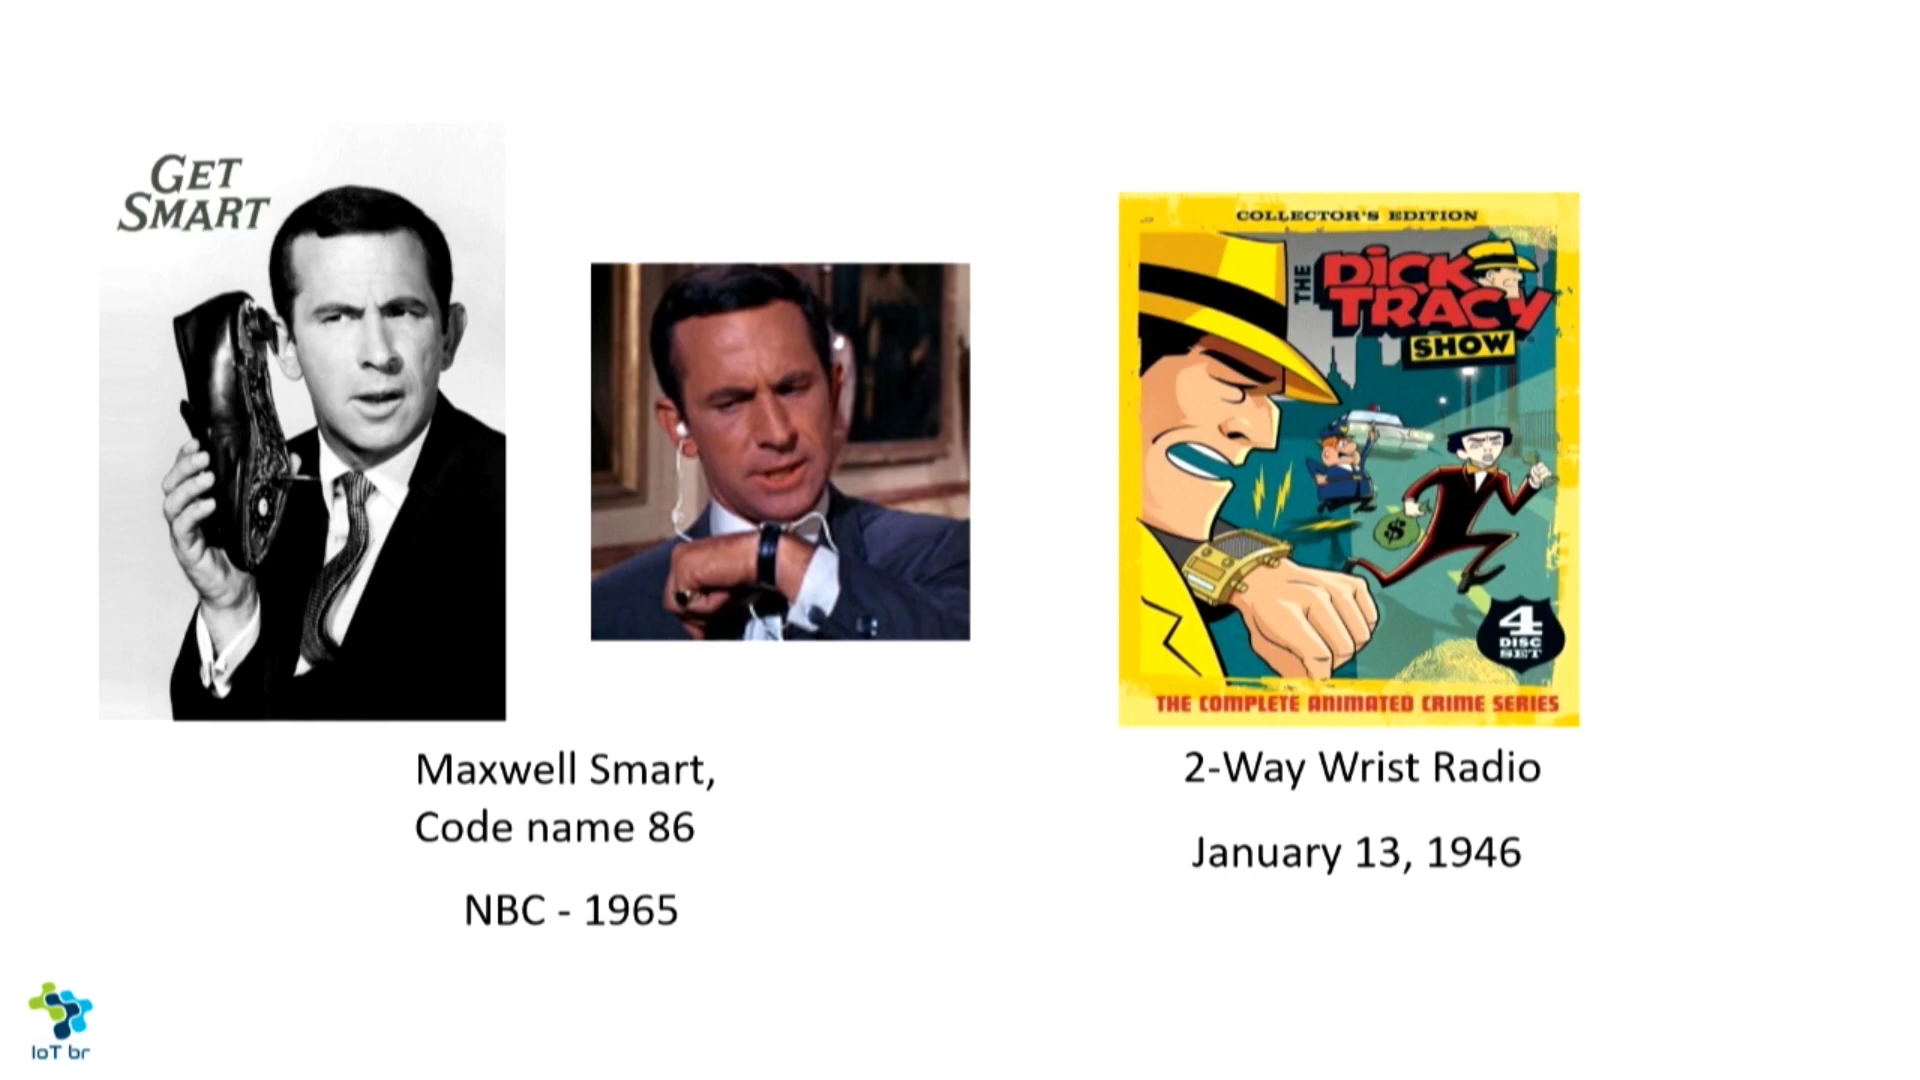 GET
SMART
Maxwell Smart,
Code name 86
NBC - 1965
COLLECTOR'S EDITION
THE
DICK
TRACY
SHOW
$
4
DISC
SET
THE COMPLETE ANIMATED CRIME SERIES
2-Way Wrist Radio
January 13, 1946
IoT br